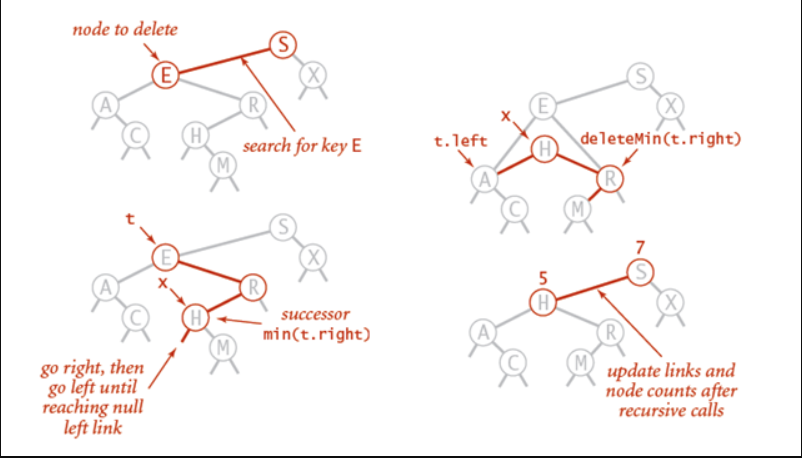 node to delete
S
E
X
A
R
C
H
M
search for key E
t
S
E
X
A
x
R
C
H
successor
min(t.right)
M
go right, then
go left until
reaching null
left link
S
E
X
x
t.left
H
deleteMin(t.right)
A
R
C
M
7
5
S
H
X
A
R
C
M
update links and
node counts after
recursive calls